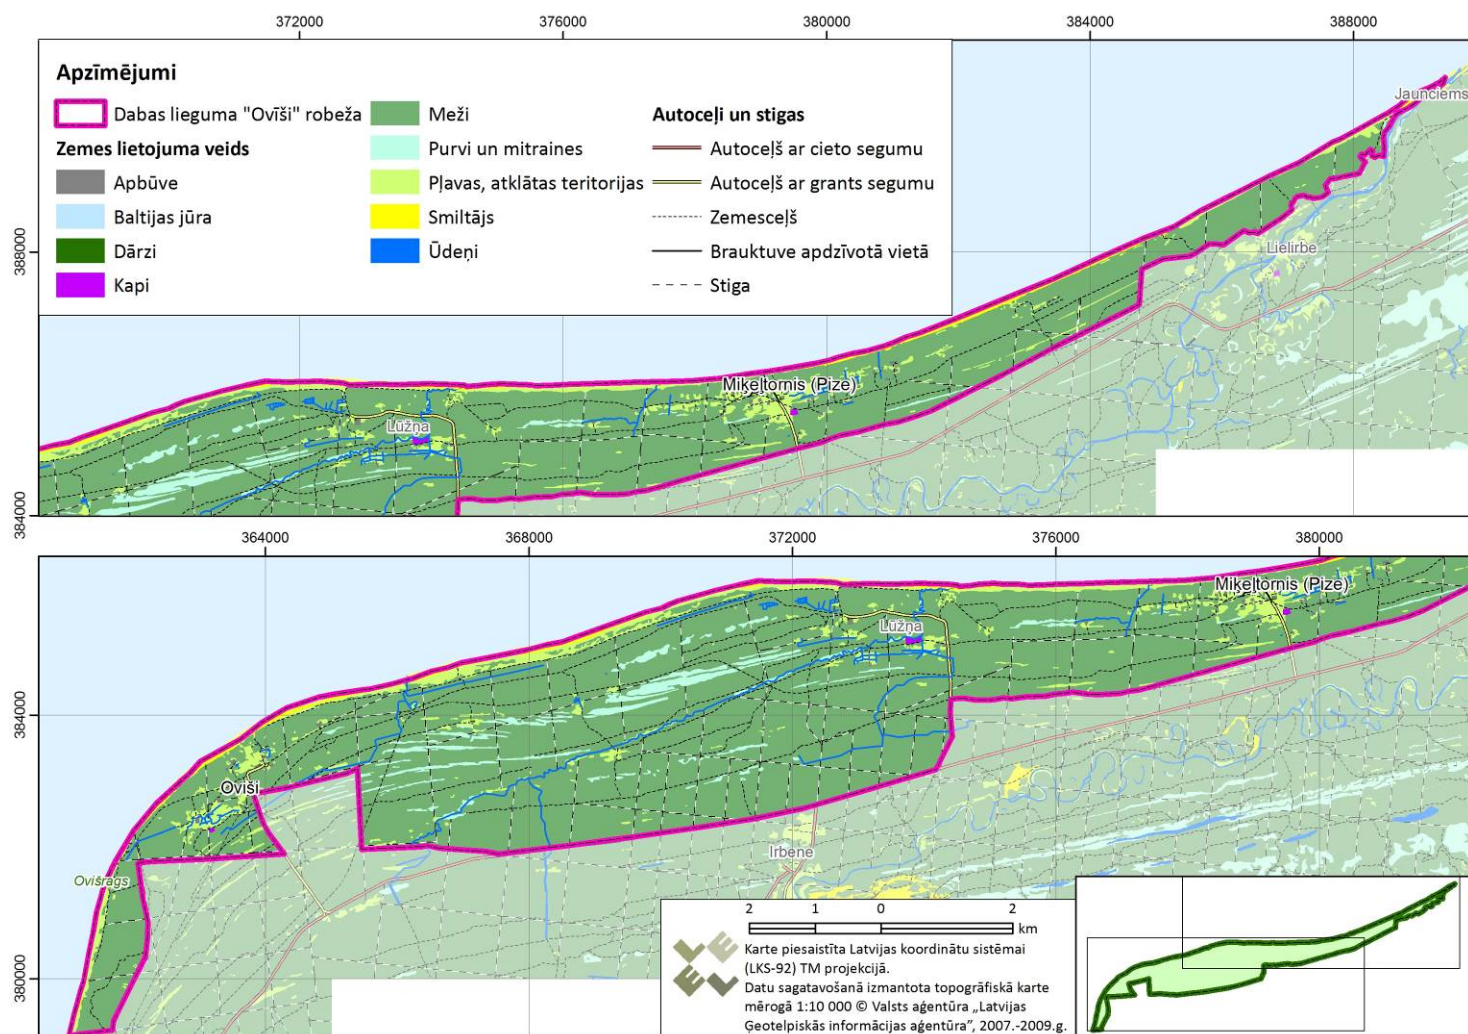 372000 376000 380000 384000 388000
Apzīmējumi
Dabas lieguma "Ovīši" robeža
Zemes lietojuma veids
Apbūve
Baltijas jūra
Dārzi
Kapi
Meži
Purvi un mitraines
Pļavas, atklātas teritorijas
Smiltājs
Ūdeņi
Autoceļi un stigas
Autoceļš ar cieto segumu
Autoceļš ar grants segumu
Zemesceļš
Brauktuve apdzīvotā vietā
Stiga
388000
384000
Jaunciems
Lielirbe
Miķeļtornis (Pize)
Lūžņa
364000 368000 372000 376000 380000
384000
380000
Miķeļtornis (Pize)
Lūžņa
Oviši
Ovišrags
Irbene
2 1 0 2
km
Karte piesaistīta Latvijas koordinātu sistēmai
(LKS-92) TM projekcijā.
Datu sagatavošanā izmantota topogrāfiskā karte
mērogā 1:10 000 © Valsts aģentūra „Latvijas
Ģeotelpiskās informācijas aģentūra”, 2007.-2009.g.